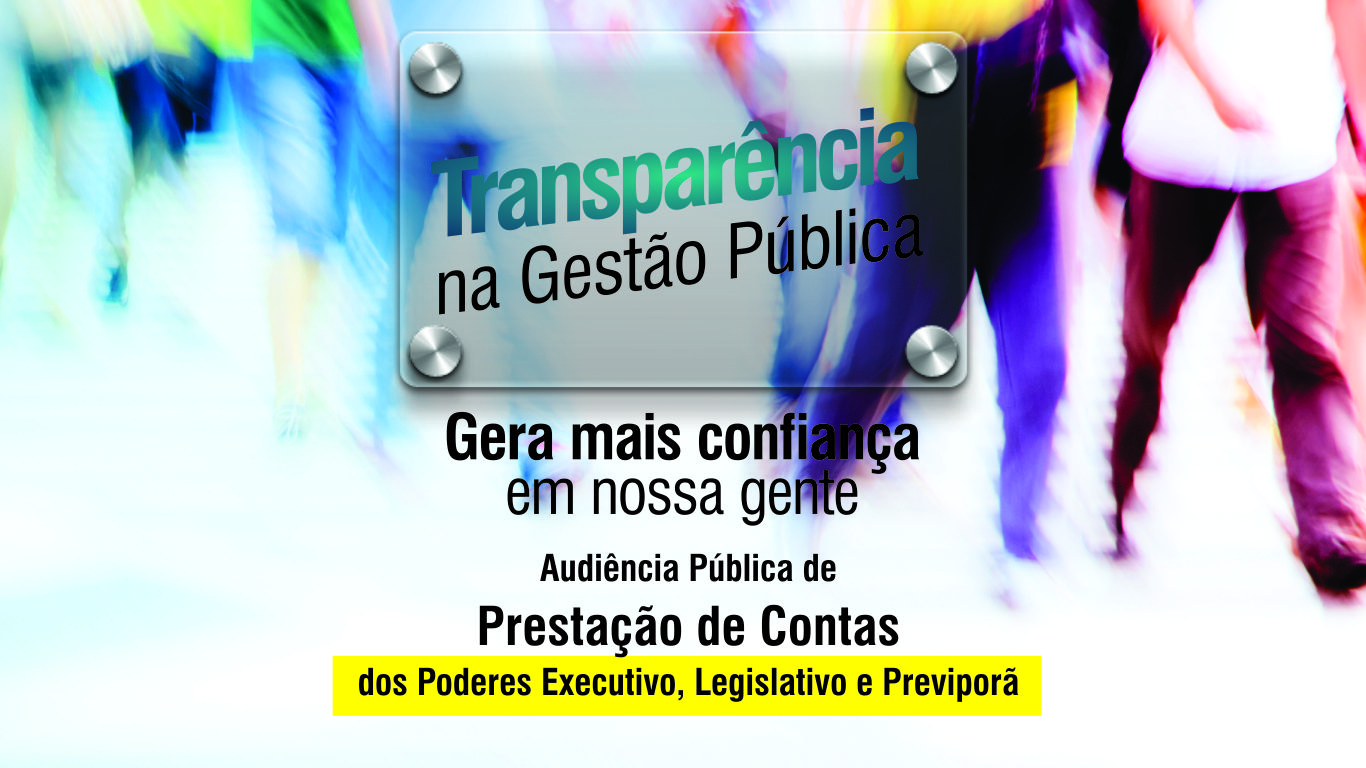 Transparência
na Gestão Pública
Gera mais confiança
em nossa gente
Audiência Pública de
Prestação de Contas
dos Poderes Executivo, Legislativo e Previporã